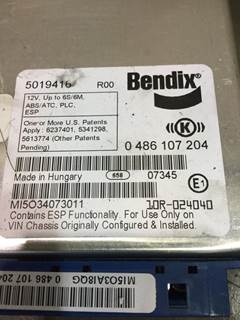 5019416 R00
Bendix
12V, Up to 6S/6M,
ABS/ATC, PLC,
ESP
One or More U.S. Patents
Apply : 6237401, 5341298,
5613774 (Other Patents
Pending)
K
0 486 107 204
Made in Hungary 658 07345
E1
MI5O34073011 10R-024040
Contains ESP Functionality. For Use Only on
VIN Chassis Originally Configured & Installed.
MI5O3A18QG
0 486 107 204